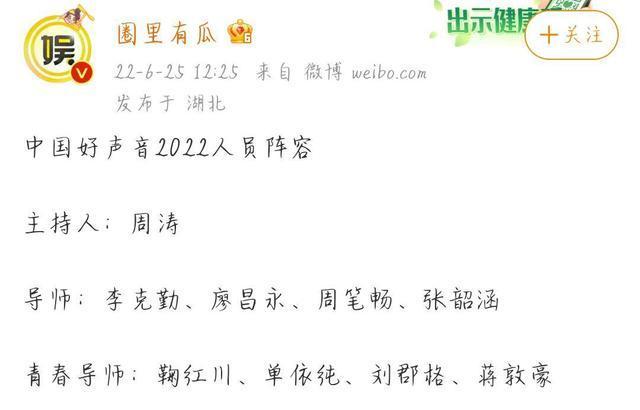 出示健康
娱
圈里有瓜
+关注
22-6-25 12:25 来自 微博 weibo.com
发布于 湖北
中国好声音2022人员阵容
主持人：周涛
导师：李克勤、廖昌永、周笔畅、张韶涵
青春导师：鞠红川、单依纯、刘郡格、蒋敦豪